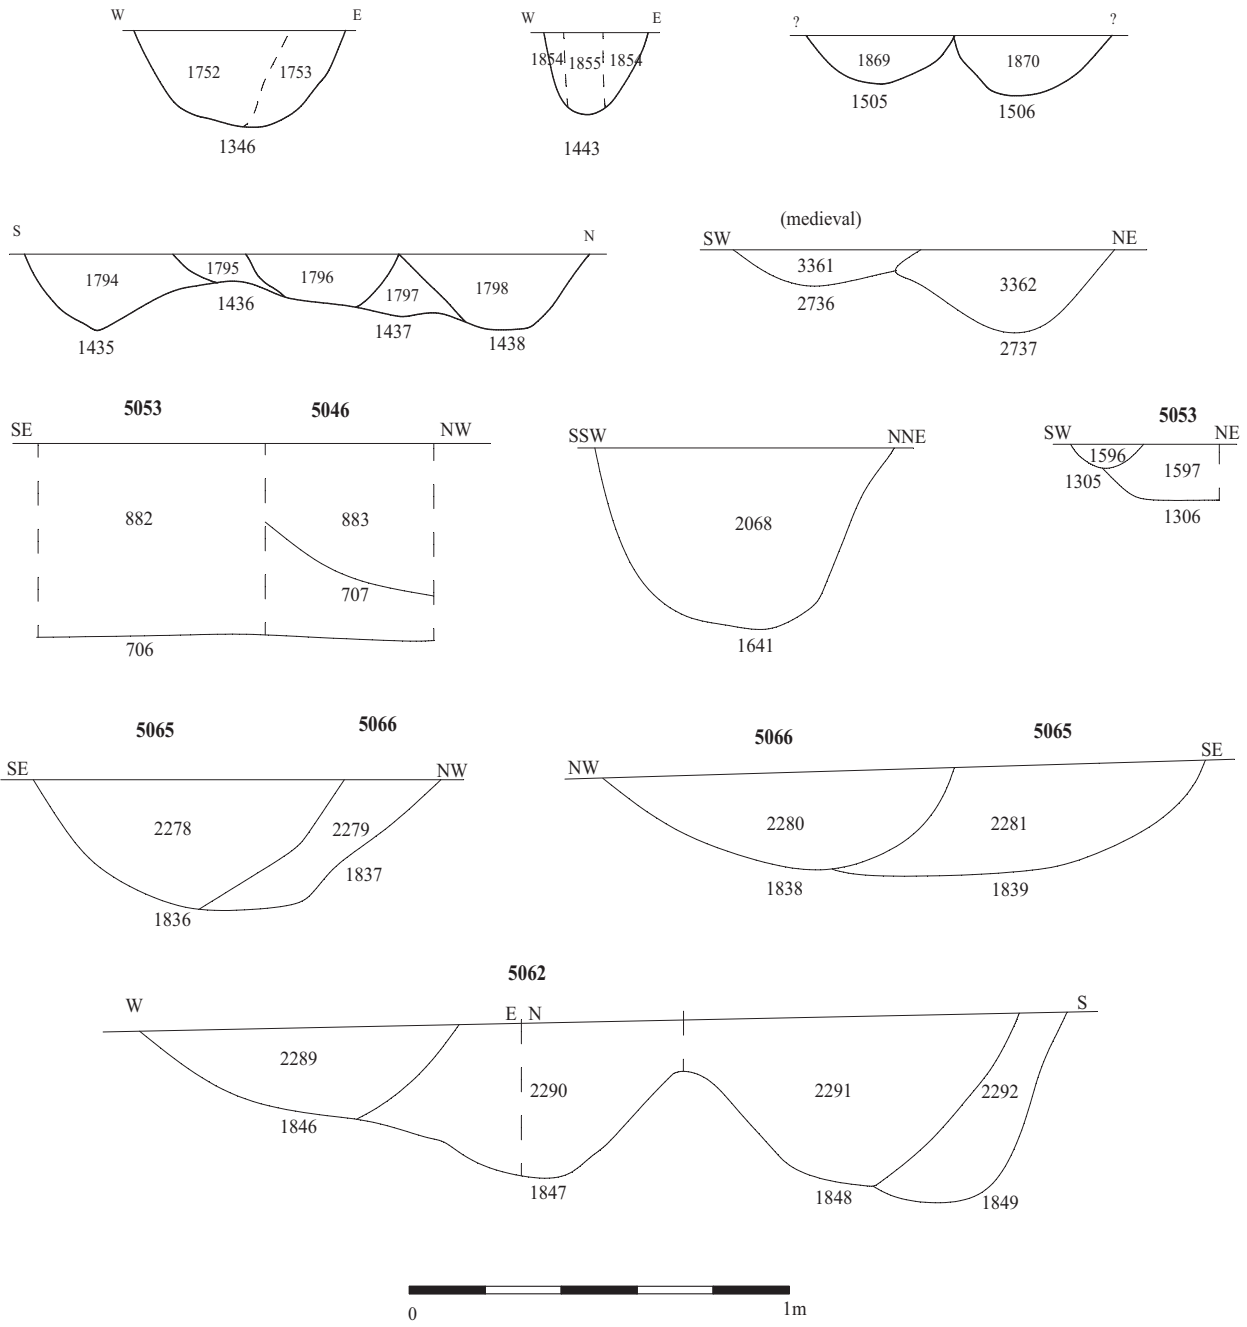 W E
1752 1753
1346
W E
1854 1855 1854
1443
? ?
1869 1870
1505 1506
S N
1794 1795 1796 1797 1798
1435 1436 1437 1438
(medieval)
SW NE
3361 3362
2736 2737
5053 5046
SE NW
882 883
707
706
SSW NNE
2068
1641
5053
SW NE
1596 1597
1305 1306
5065 5066
SE NW
2278 2279
1837
1836
5066 5065
NW SE
2280 2281
1838 1839
5062
W E N S
2289 2290 2291 2292
1846 1847 1848 1849
0 1m